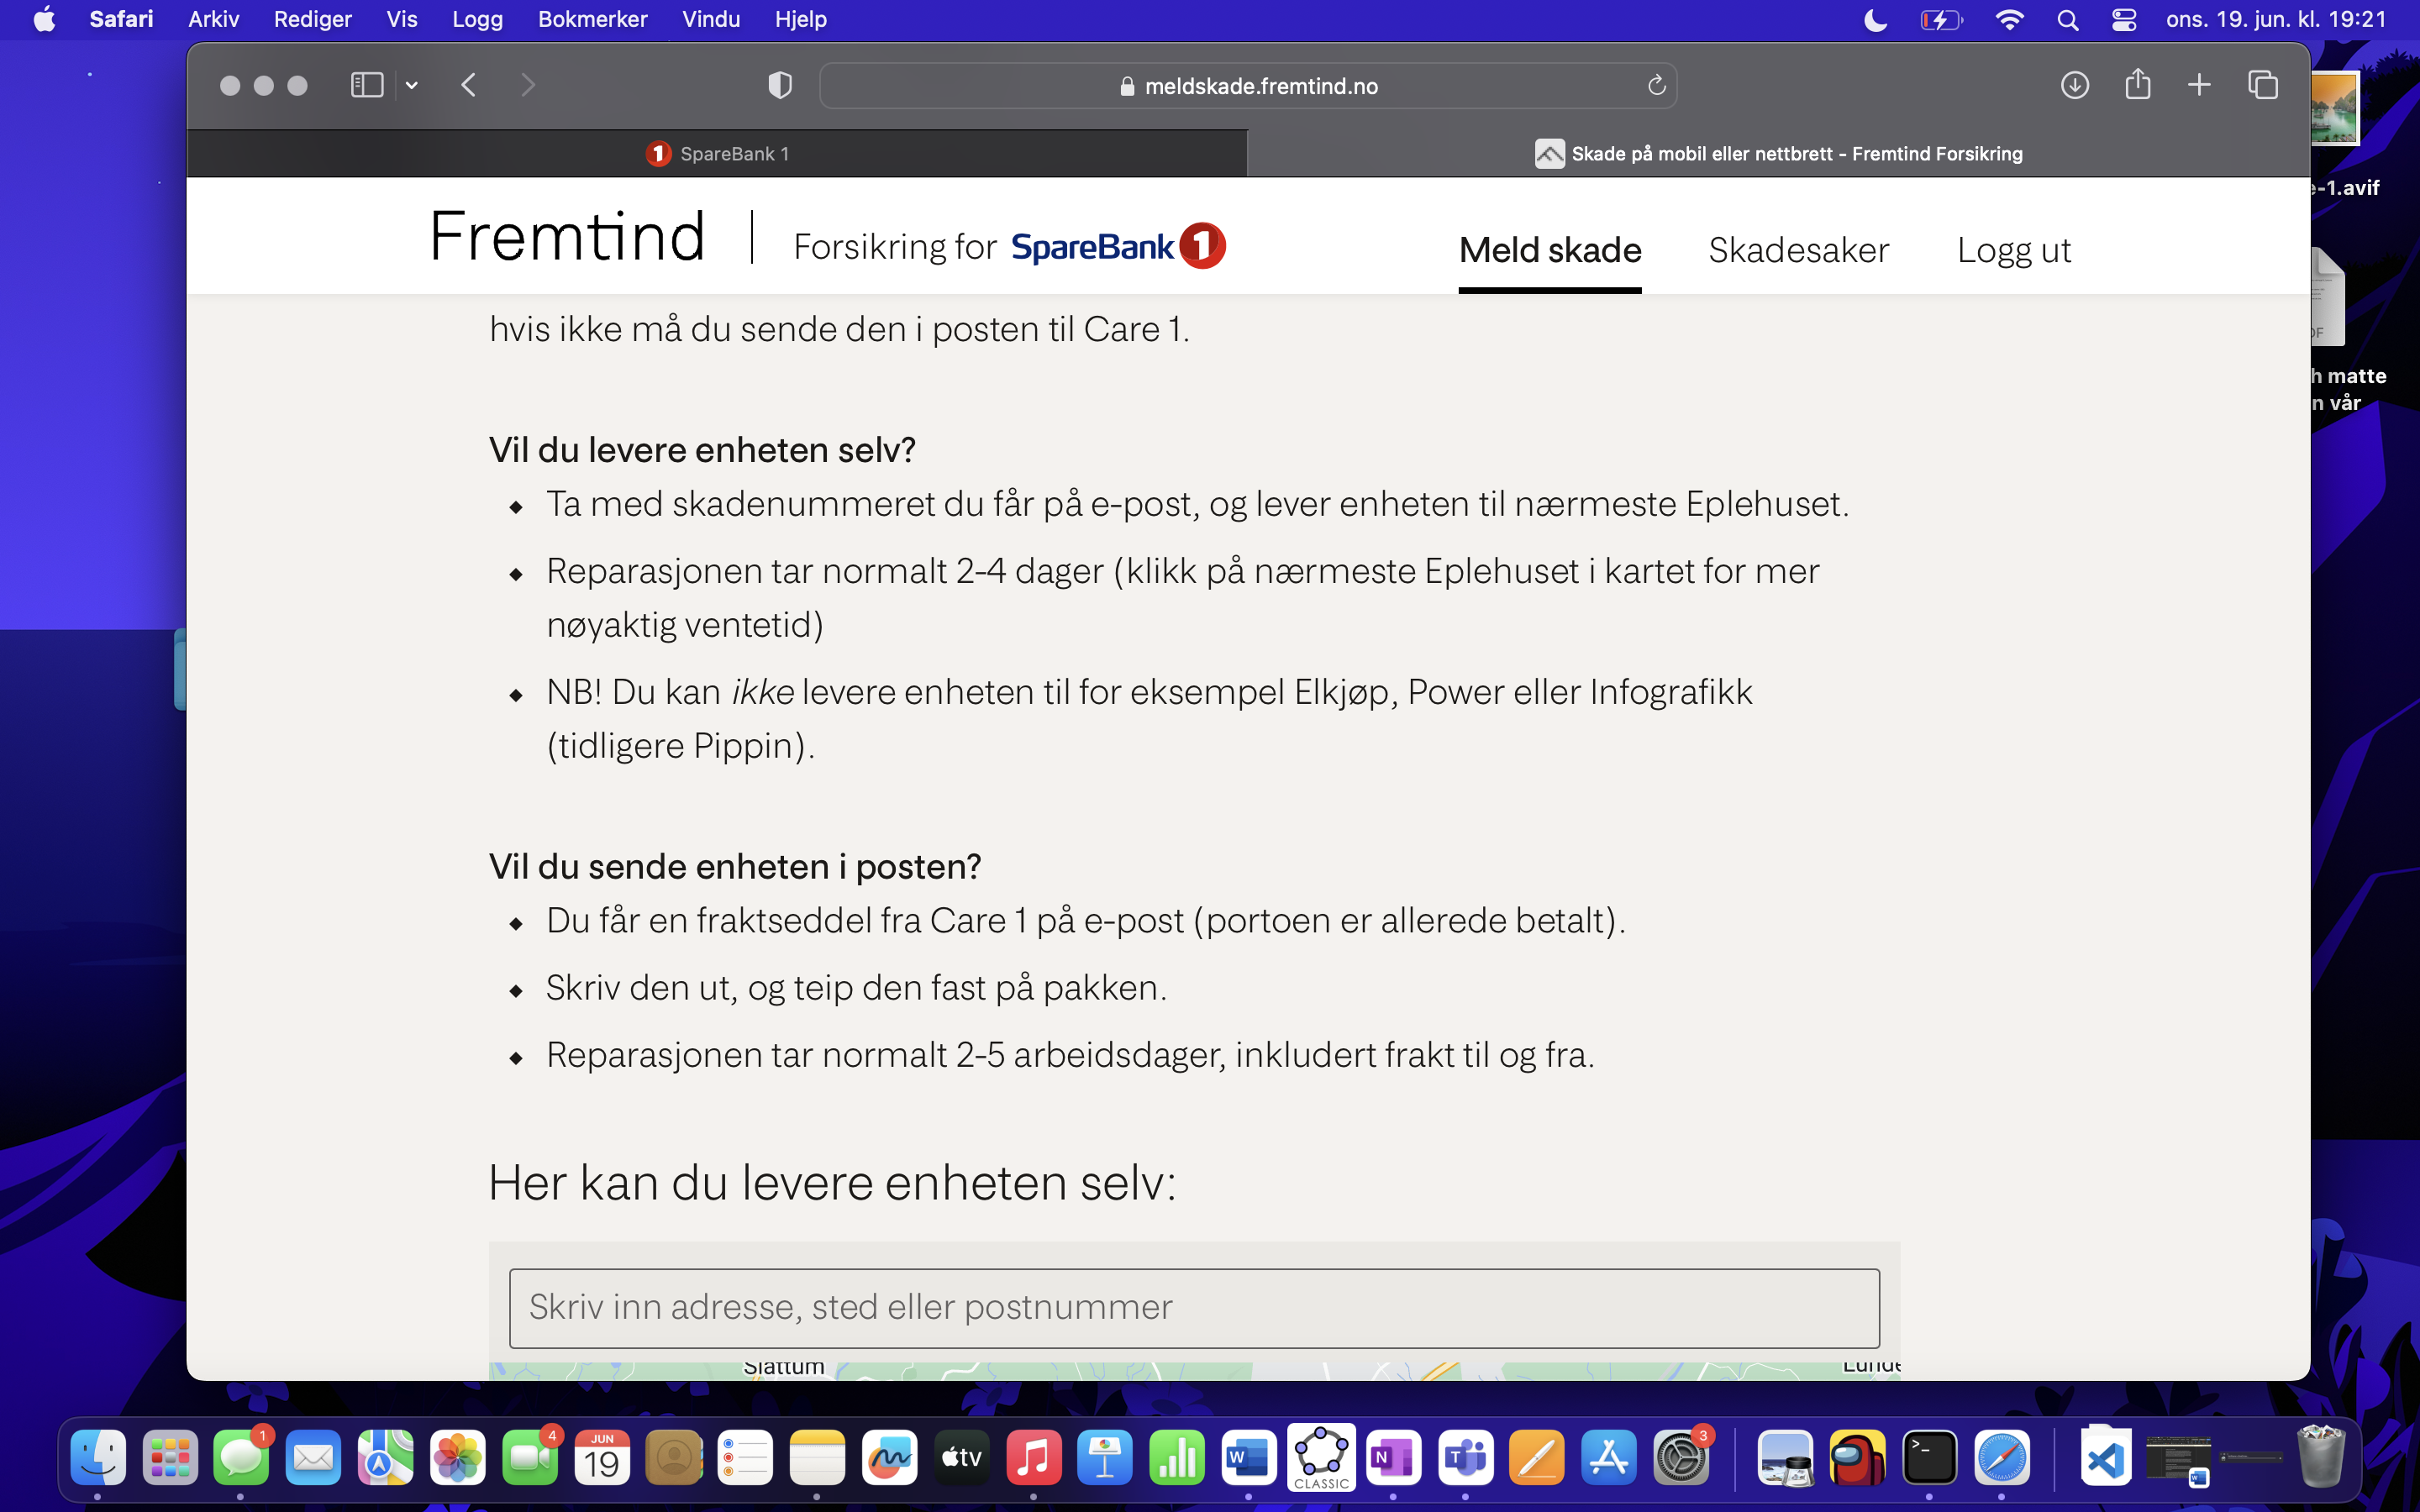 Safari Arkiv Rediger Vis Logg Bokmerker Vindu Hjelp ons. 19. jun. kl. 19:21
meldskade.fremtind.no
1 SpareBank 1 Skade på mobil eller nettbrett - Fremtind Forsikring
e-1.avif
Fremtind Forsikring for SpareBank 1 Meld skade Skadesaker Logg ut
hvis ikke må du sende den i posten til Care 1.
h matte
n vår
Vil du levere enheten selv?
Ta med skadenummeret du får på e-post, og lever enheten til nærmeste Eplehuset.
Reparasjonen tar normalt 2-4 dager (klikk på nærmeste Eplehuset i kartet for mer
nøyaktig ventetid)
NB! Du kan ikke levere enheten til for eksempel Elkjøp, Power eller Infografikk
(tidligere Pippin).
Vil du sende enheten i posten?
Du får en fraktseddel fra Care 1 på e-post (portoen er allerede betalt).
Skriv den ut, og teip den fast på pakken.
Reparasjonen tar normalt 2-5 arbeidsdager, inkludert frakt til og fra.
Her kan du levere enheten selv:
Skriv inn adresse, sted eller postnummer
Slattum Lunde
1 4 JUN 19 tv W CLASSIC N T 3